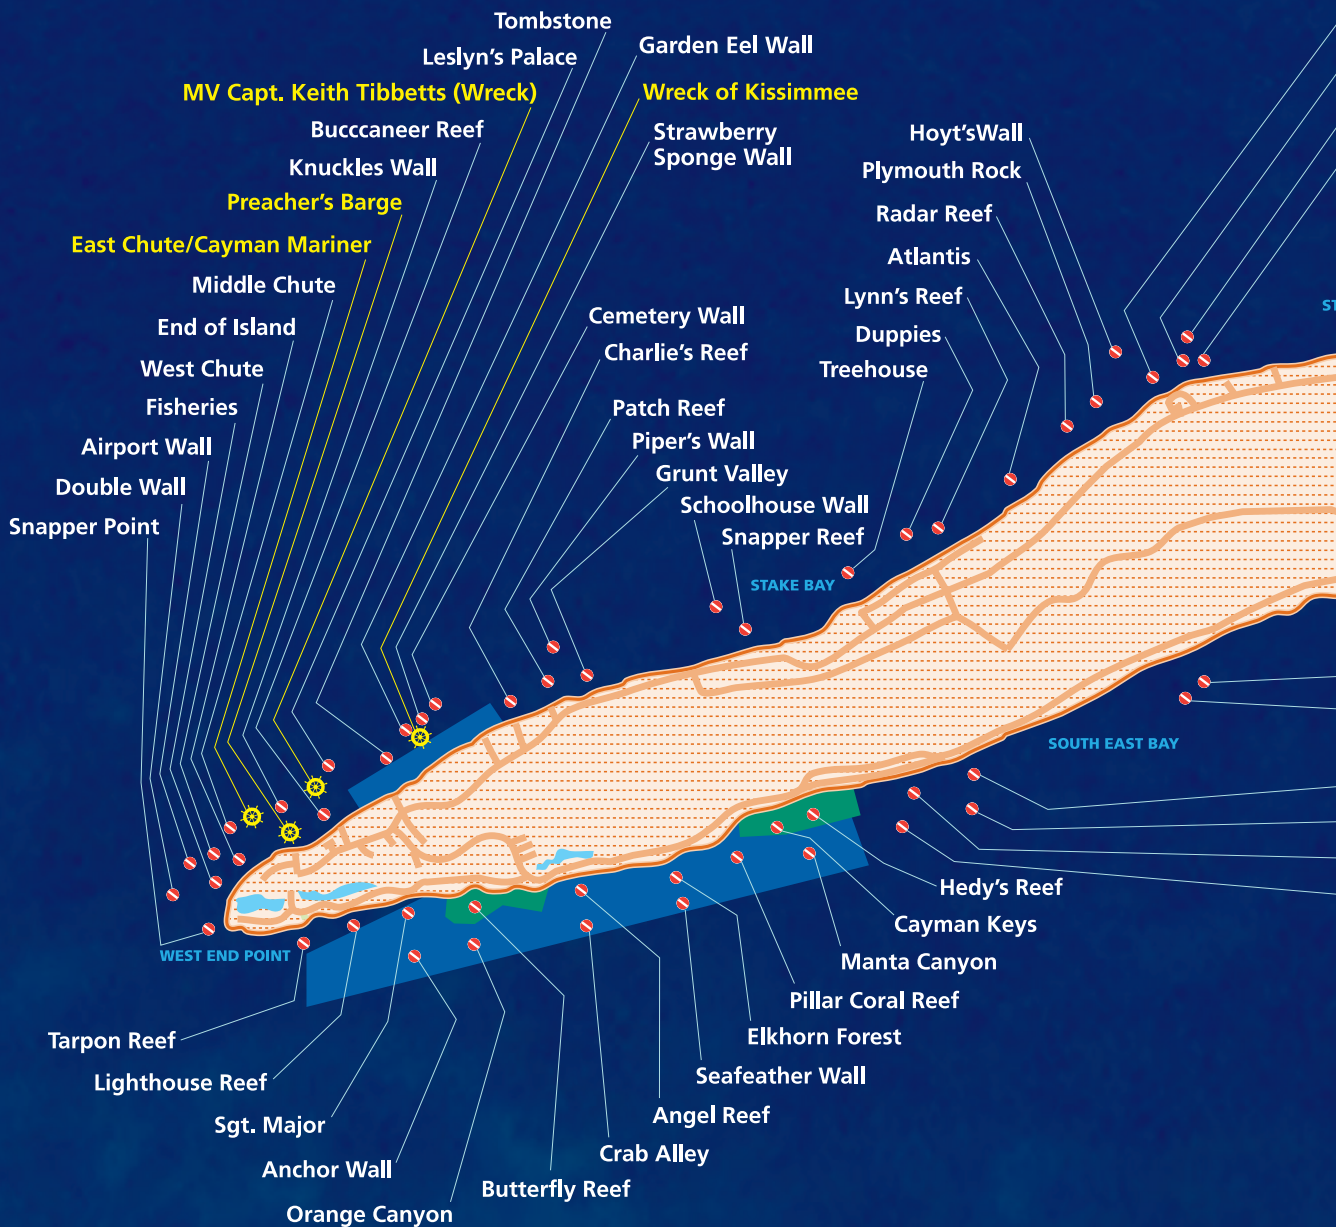 Tombstone
Leslyn's Palace
Garden Eel Wall
MV Capt. Keith Tibbetts (Wreck)
Wreck of Kissimmee
Bucccaneer Reef
Strawberry
Sponge Wall
Hoyt'sWall
Knuckles Wall
Plymouth Rock
Preacher's Barge
Radar Reef
East Chute/Cayman Mariner
Atlantis
Middle Chute
Lynn's Reef
ST
End of Island
Cemetery Wall
Duppies
Charlie's Reef
West Chute
Treehouse
Fisheries
Patch Reef
Airport Wall
Piper's Wall
Grunt Valley
Double Wall
Schoolhouse Wall
Snapper Point
Snapper Reef
STAKE BAY
SOUTH EAST BAY
Hedy's Reef
Cayman Keys
WEST END POINT
Manta Canyon
Pillar Coral Reef
Tarpon Reef
Elkhorn Forest
Lighthouse Reef
Seafeather Wall
Sgt. Major
Angel Reef
Crab Alley
Anchor Wall
Butterfly Reef
Orange Canyon